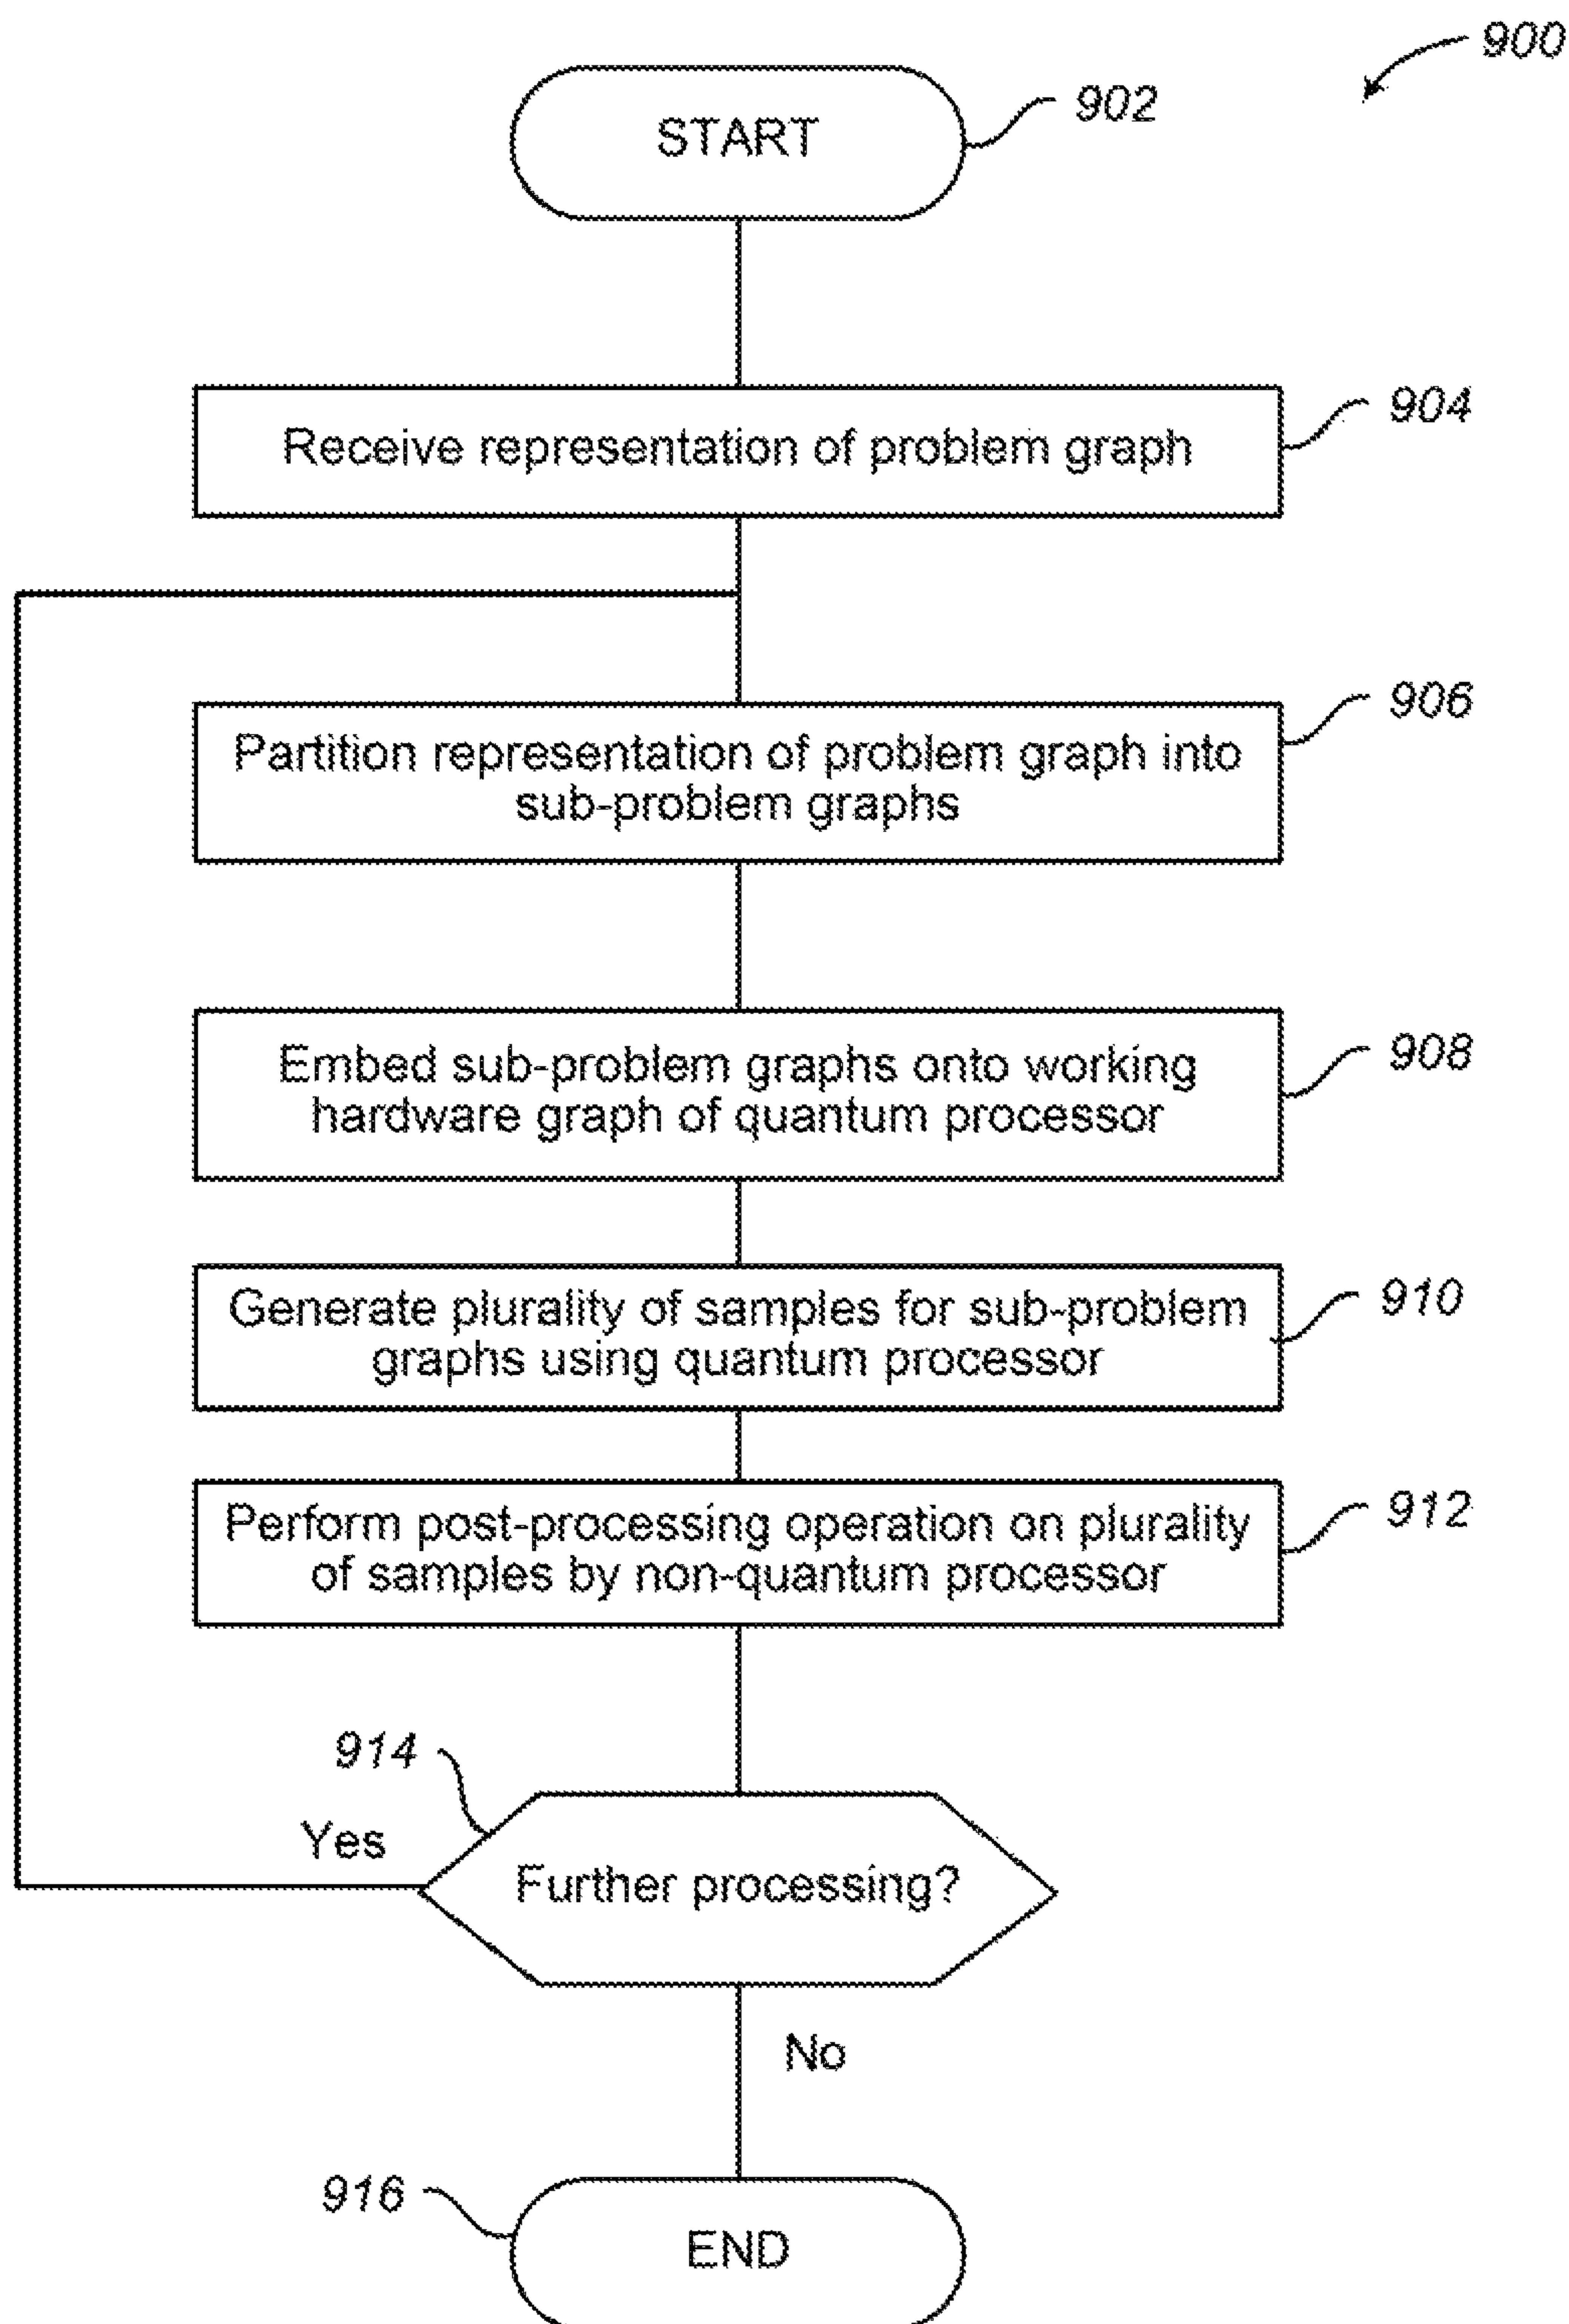 900
START
902
Receive representation of problem graph
904
Partition representation of problem graph into
sub-problem graphs
906
Embed sub-problem graphs onto working
hardware graph of quantum processor
908
Generate plurality of samples for sub-problem
graphs using quantum processor
910
Perform post-processing operation on plurality
of samples by non-quantum processor
912
914
Yes
Further processing?
No
916
END